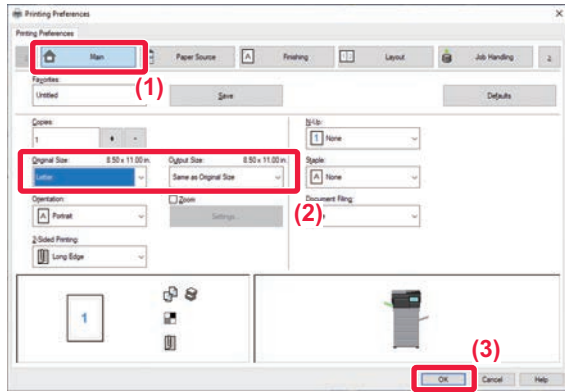 Printing Preferences
Printing Preferences
Main
Paper Source
Finishing
Layout
Job Handling
(1)
Favorites:
Untitled
Save
Defaults
Copies:
1
+ -
N-Up:
None
Original Size: 8.50 x 11.00 in.
Output Size: 8.50 x 11.00 in.
Staple:
Letter
Same as Original Size
None
(2)
Orientation:
Zoom
Document Filing:
Portrait
Settings...
2-Sided Printing:
Long Edge
1
(3)
OK Cancel Help